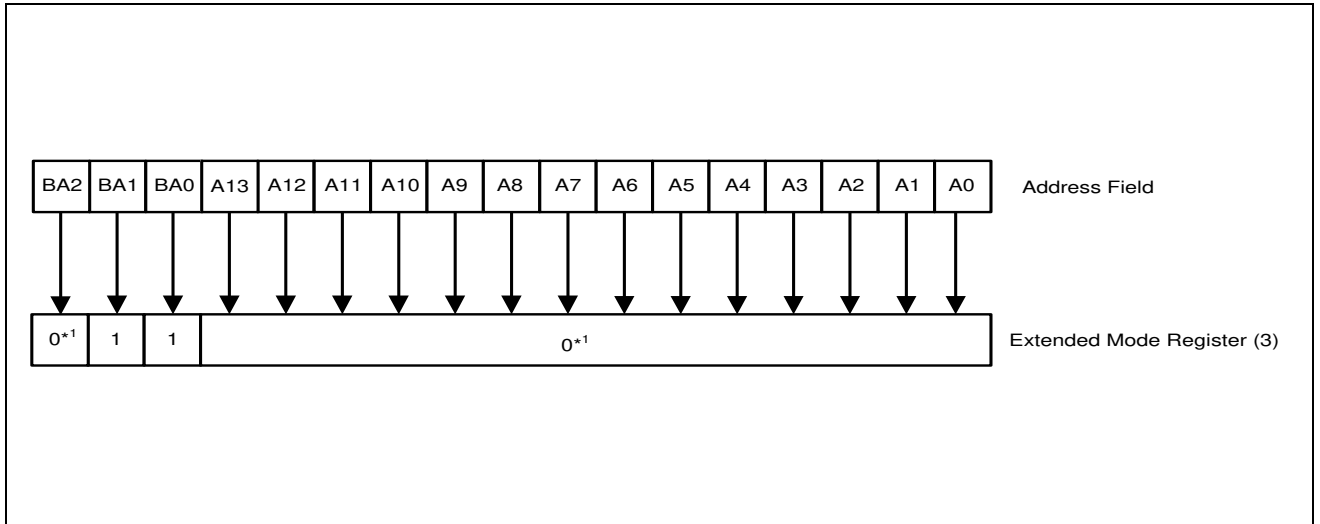 BA2 BA1 BA0 A13 A12 A11 A10 A9 A8 A7 A6 A5 A4 A3 A2 A1 A0 Address Field
0*1 1 1 0*1 Extended Mode Register (3)